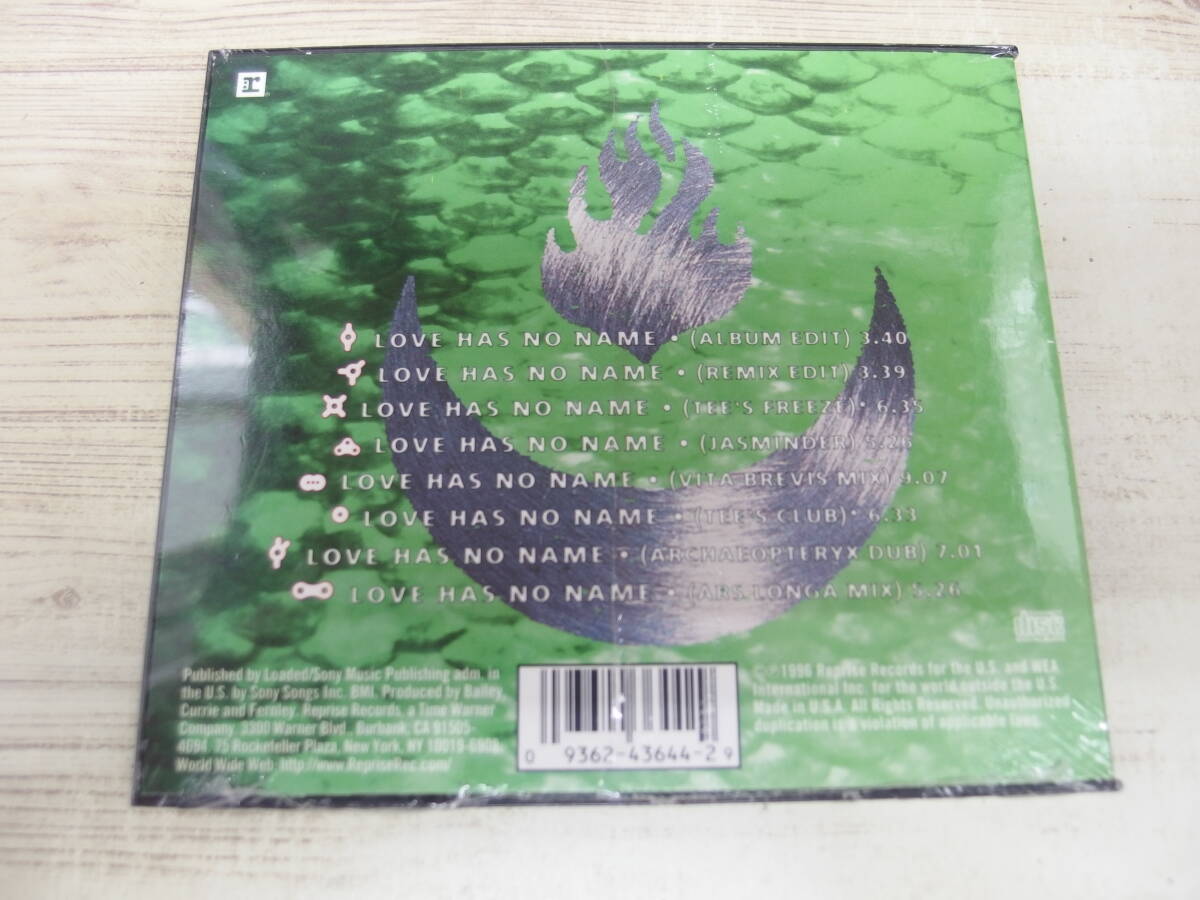 r
LOVE HAS NO NAME • (ALBUM EDIT) 3.40
LOVE HAS NO NAME • (REMIX EDIT) 3.39
LOVE HAS NO NAME • (TEE'S FREEZE)* 6.35
LOVE HAS NO NAME • (JASMINDER) 5.26
LOVE HAS NO NAME • (VITA BREVIS MIX) 9.07
LOVE HAS NO NAME • (TEE'S CLUB)* 6.33
LOVE HAS NO NAME • (ARCHAEOPTERYX DUB) 7.01
LOVE HAS NO NAME • (ARS LONGA MIX) 5.26
disc
Published by Loaded/Sony Music Publishing adm. in
the U.S. by Sony Songs Inc. BMI. Produced by Bailey,
Currie and Fernley. Reprise Records, a Time Warner
Company. 3300 Warner Blvd., Burbank, CA 91505-
4694. 75 Rockefeller Plaza, New York, NY 10019-6908.
World Wide Web: http://www.RepriseRec.com/
0 9362-43644-2 9
©℗ 1996 Reprise Records for the U.S. and WEA
International Inc. for the world outside the U.S.
Made in U.S.A. All Rights Reserved. Unauthorized
duplication is a violation of applicable laws.